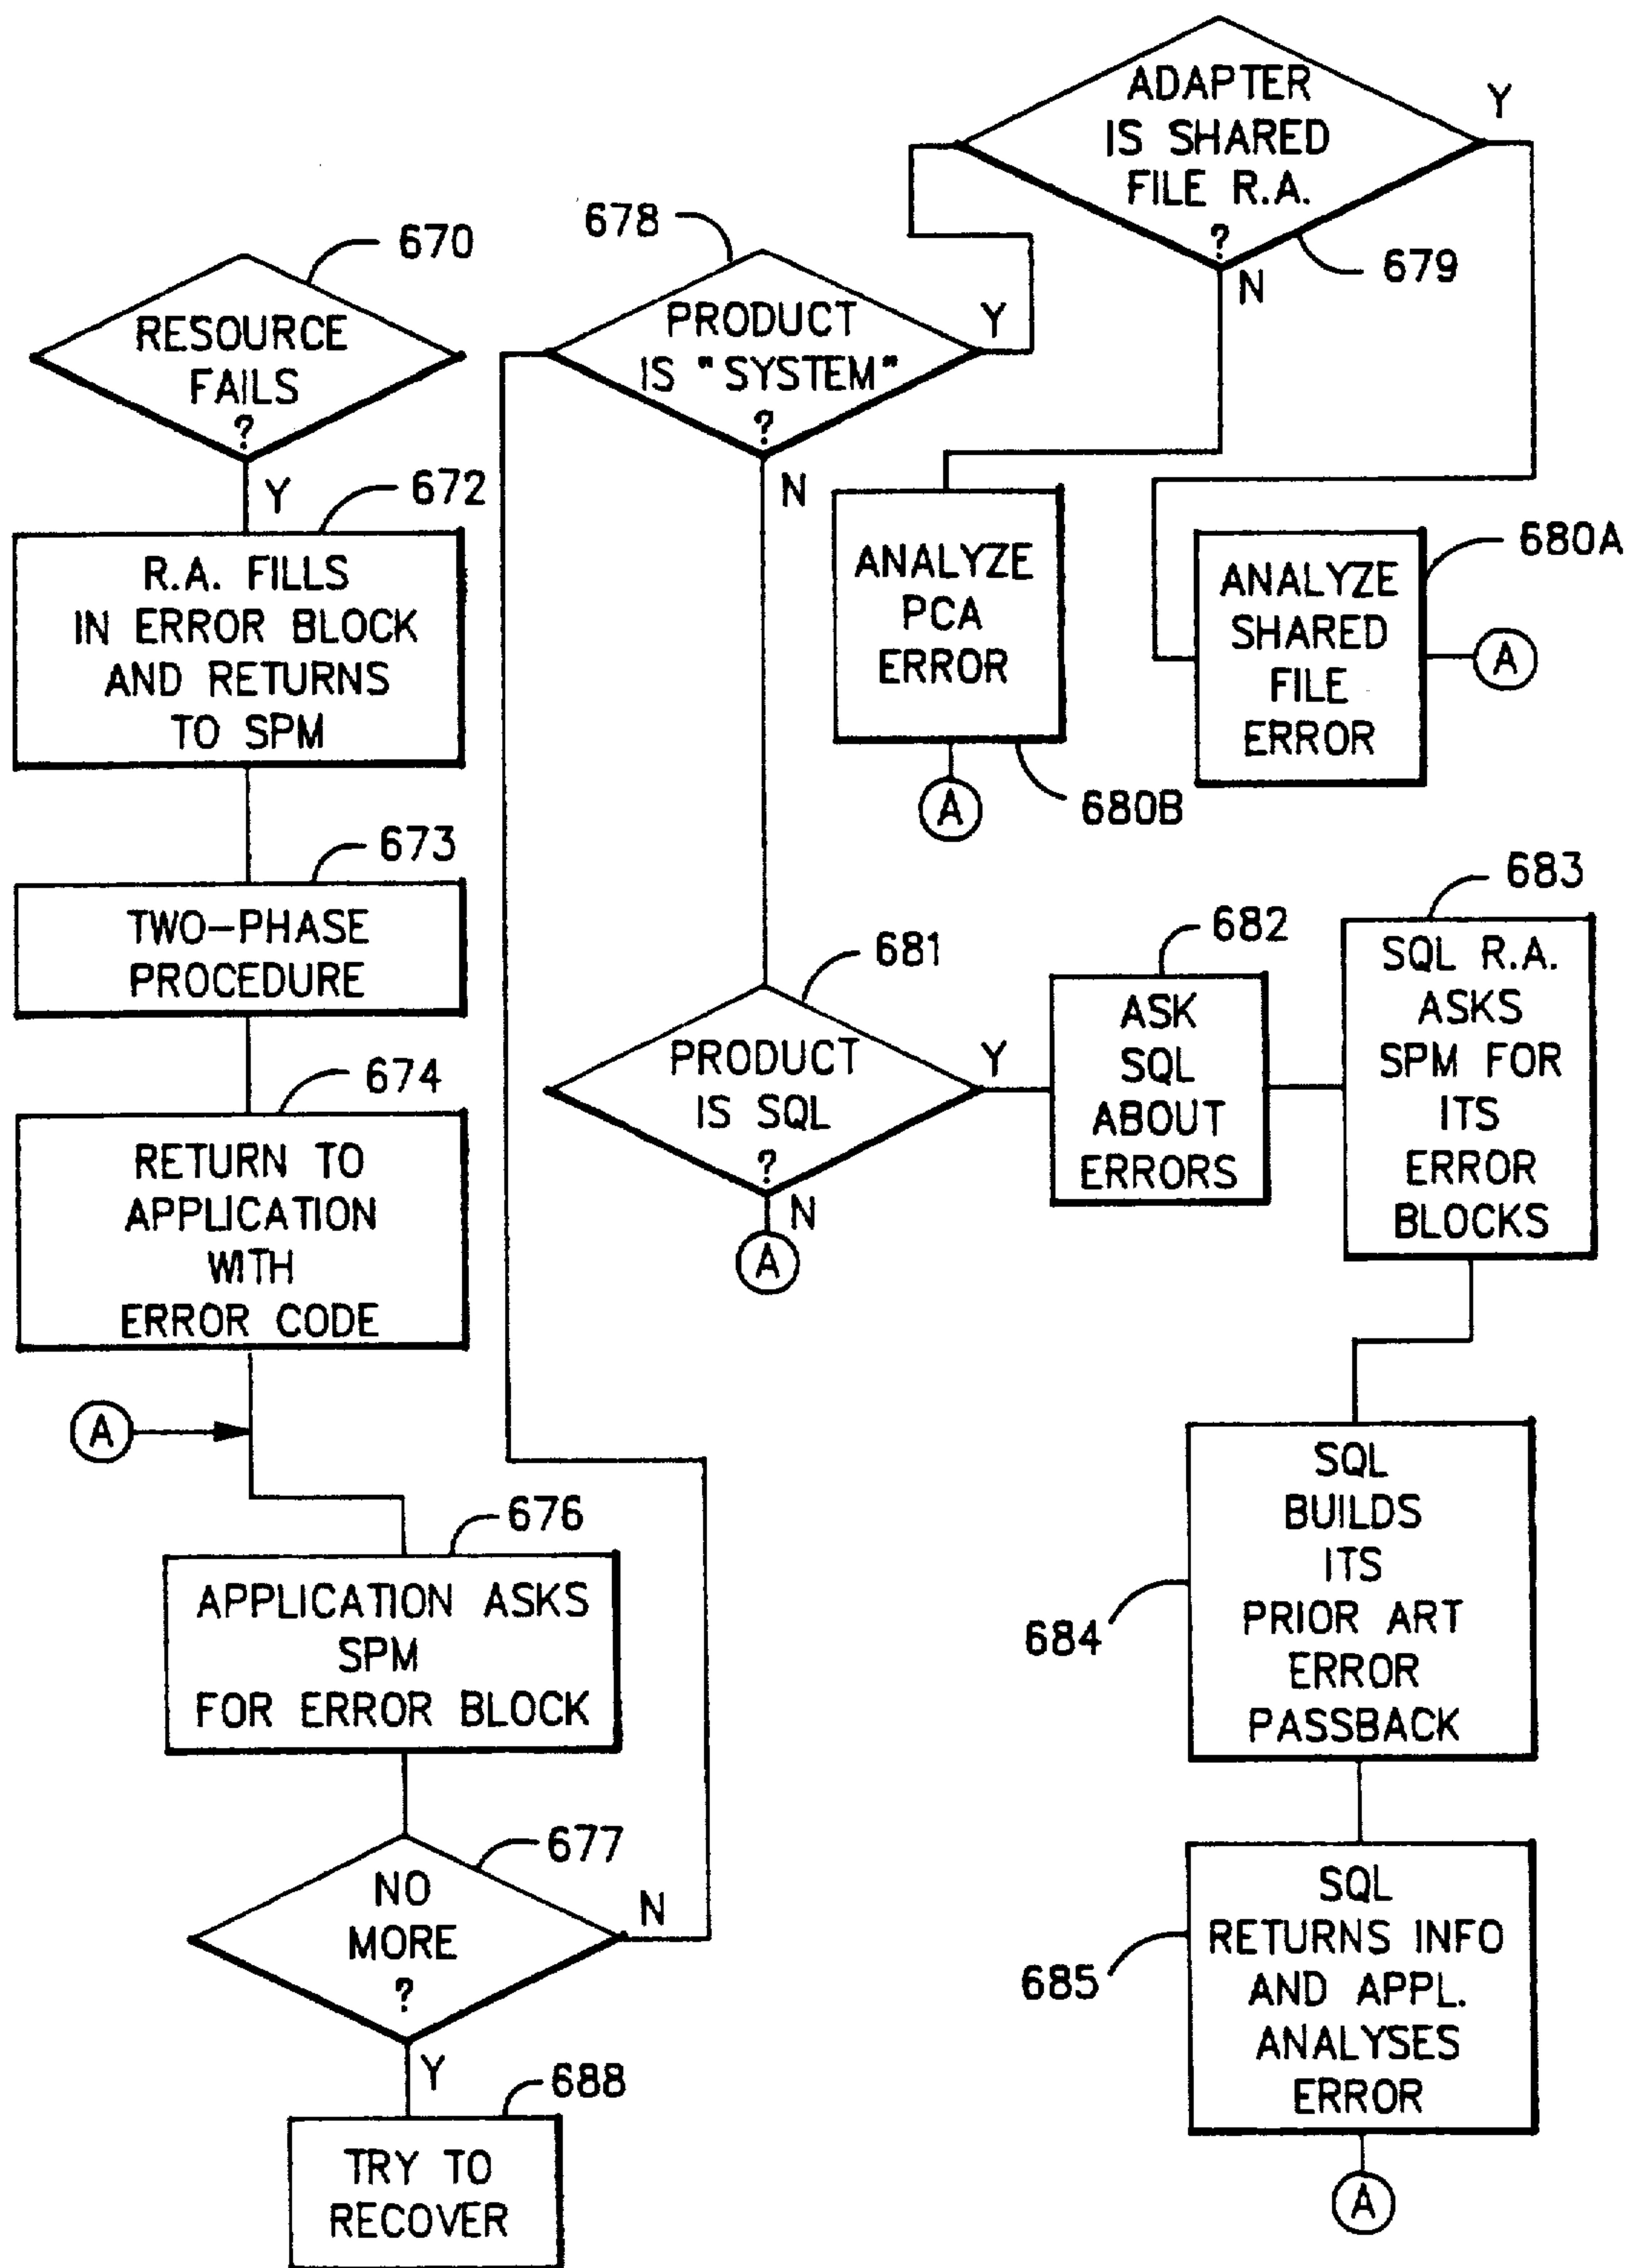 670
RESOURCE
FAILS
?
Y
672
R.A. FILLS
IN ERROR BLOCK
AND RETURNS
TO SPM
673
TWO-PHASE
PROCEDURE
674
RETURN TO
APPLICATION
WITH
ERROR CODE
A
676
APPLICATION ASKS
SPM
FOR ERROR BLOCK
677
NO
MORE
?
N
Y
688
TRY TO
RECOVER
678
PRODUCT
IS "SYSTEM"
?
Y
N
ADAPTER
IS SHARED
FILE R.A.
?
Y
N
679
ANALYZE
PCA
ERROR
680B
A
680A
ANALYZE
SHARED
FILE
ERROR
A
681
PRODUCT
IS SQL
?
Y
N
A
682
ASK
SQL
ABOUT
ERRORS
683
SQL R.A.
ASKS
SPM FOR
ITS
ERROR
BLOCKS
684
SQL
BUILDS
ITS
PRIOR ART
ERROR
PASSBACK
685
SQL
RETURNS INFO
AND APPL.
ANALYSES
ERROR
A